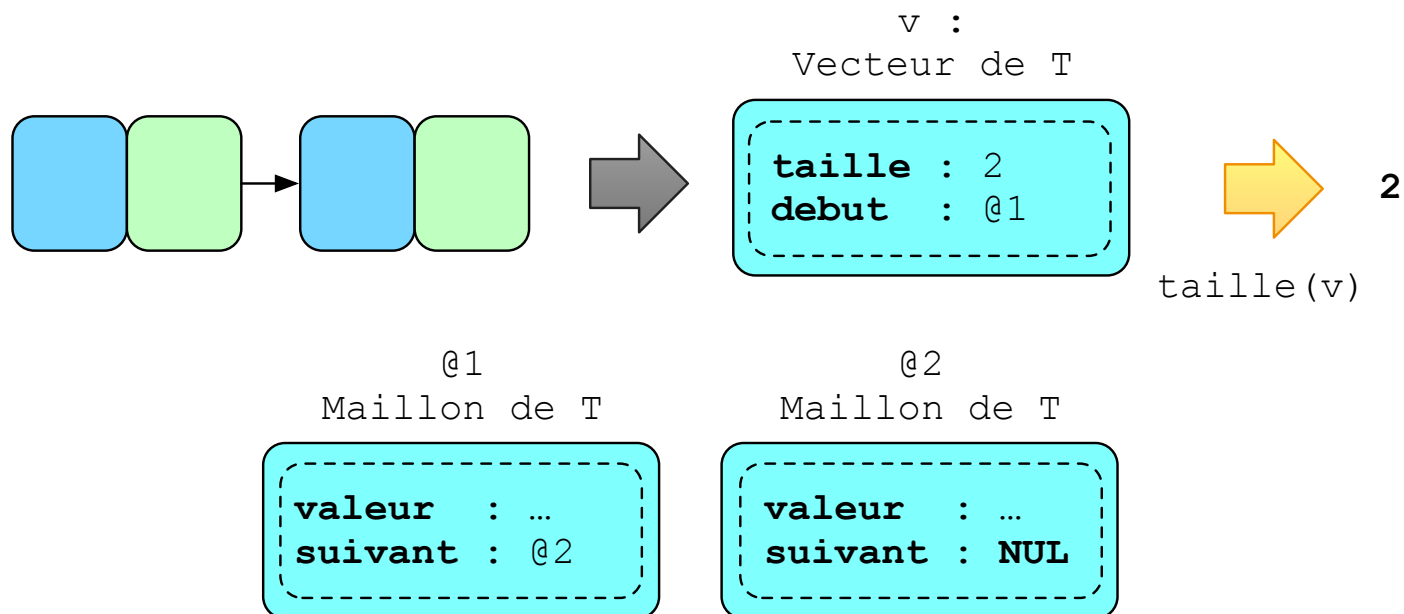 v :
Vecteur de T
taille : 2
debut  : @1
2
taille(v)
@1
Maillon de T
@2
Maillon de T
valeur  : …
suivant : @2
valeur  : …
suivant : NUL